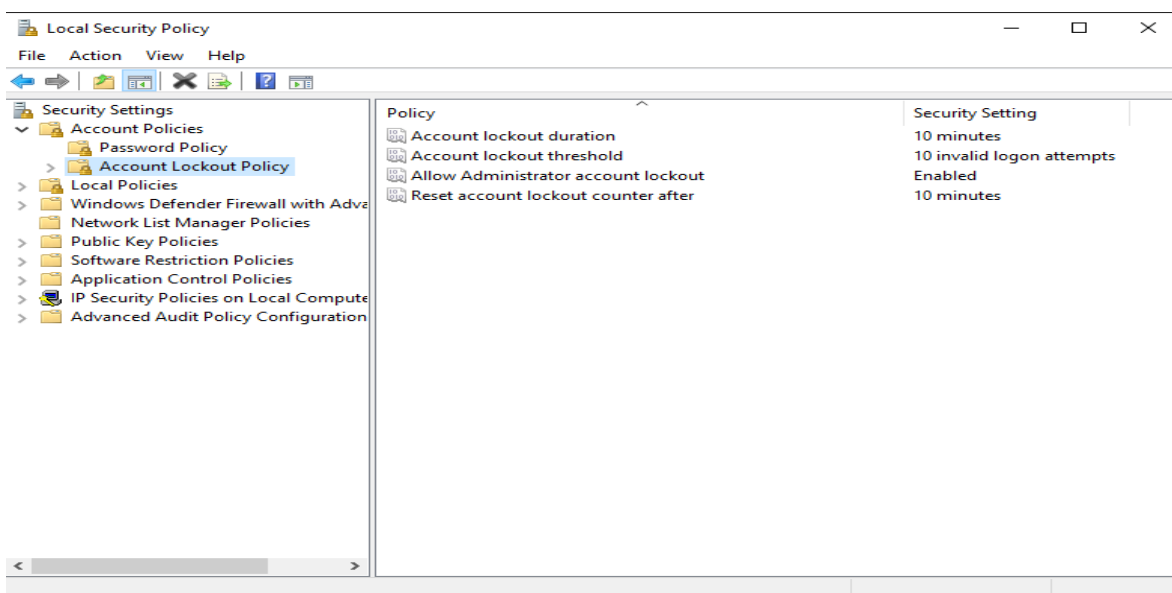 Local Security Policy
File Action View Help
Security Settings
Account Policies
Password Policy
Account Lockout Policy
Local Policies
Windows Defender Firewall with Adva
Network List Manager Policies
Public Key Policies
Software Restriction Policies
Application Control Policies
IP Security Policies on Local Compute
Advanced Audit Policy Configuration
Policy Security Setting
Account lockout duration 10 minutes
Account lockout threshold 10 invalid logon attempts
Allow Administrator account lockout Enabled
Reset account lockout counter after 10 minutes